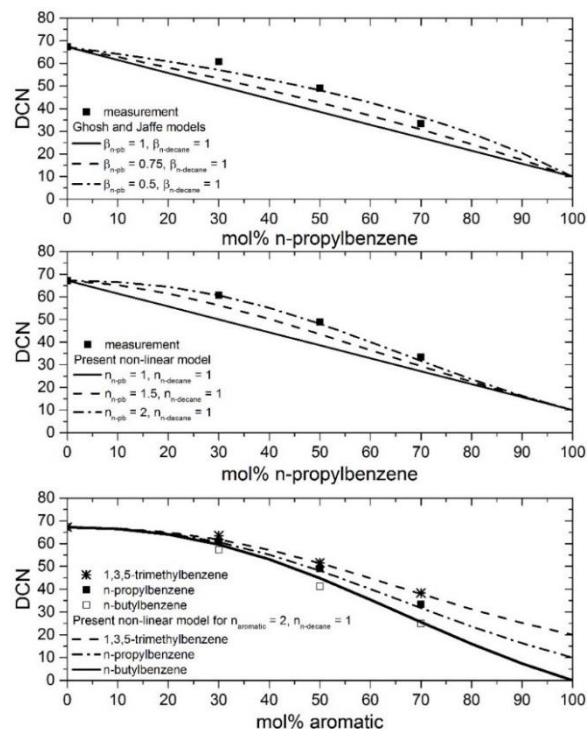 80
70
60
50
40
30
20
10
0
DCN
measurement
Ghosh and Jaffe models
β n-pb = 1, β n-decane = 1
β n-pb = 0.75, β n-decane = 1
β n-pb = 0.5, β n-decane = 1
0 10 20 30 40 50 60 70 80 90 100
mol% n-propylbenzene
80
70
60
50
40
30
20
10
0
DCN
measurement
Present non-linear model
n n-pb = 1, n n-decane = 1
n n-pb = 1.5, n n-decane = 1
n n-pb = 2, n n-decane = 1
0 10 20 30 40 50 60 70 80 90 100
mol% n-propylbenzene
80
70
60
50
40
30
20
10
0
DCN
1,3,5-trimethylbenzene
n-propylbenzene
n-butylbenzene
Present non-linear model for n aromatic = 2, n n-decane = 1
1,3,5-trimethylbenzene
n-propylbenzene
n-butylbenzene
0 10 20 30 40 50 60 70 80 90 100
mol% aromatic